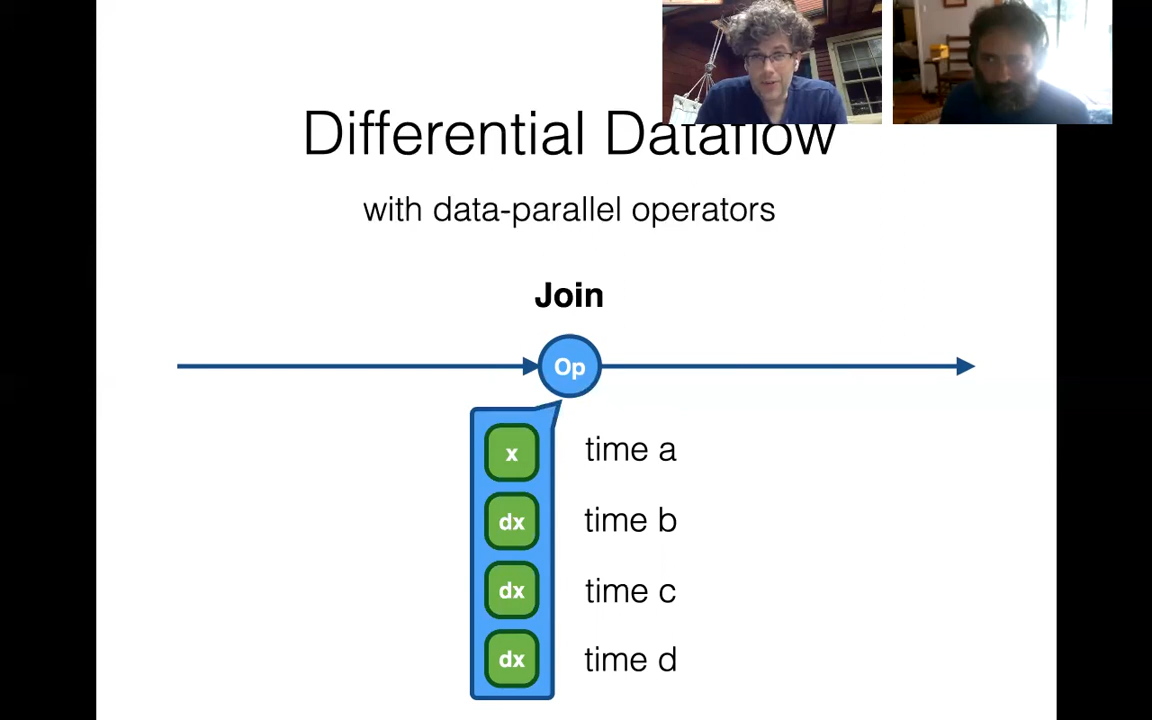 Differential Dataflow
with data-parallel operators
Join
Op
x time a
dx time b
dx time c
dx time d